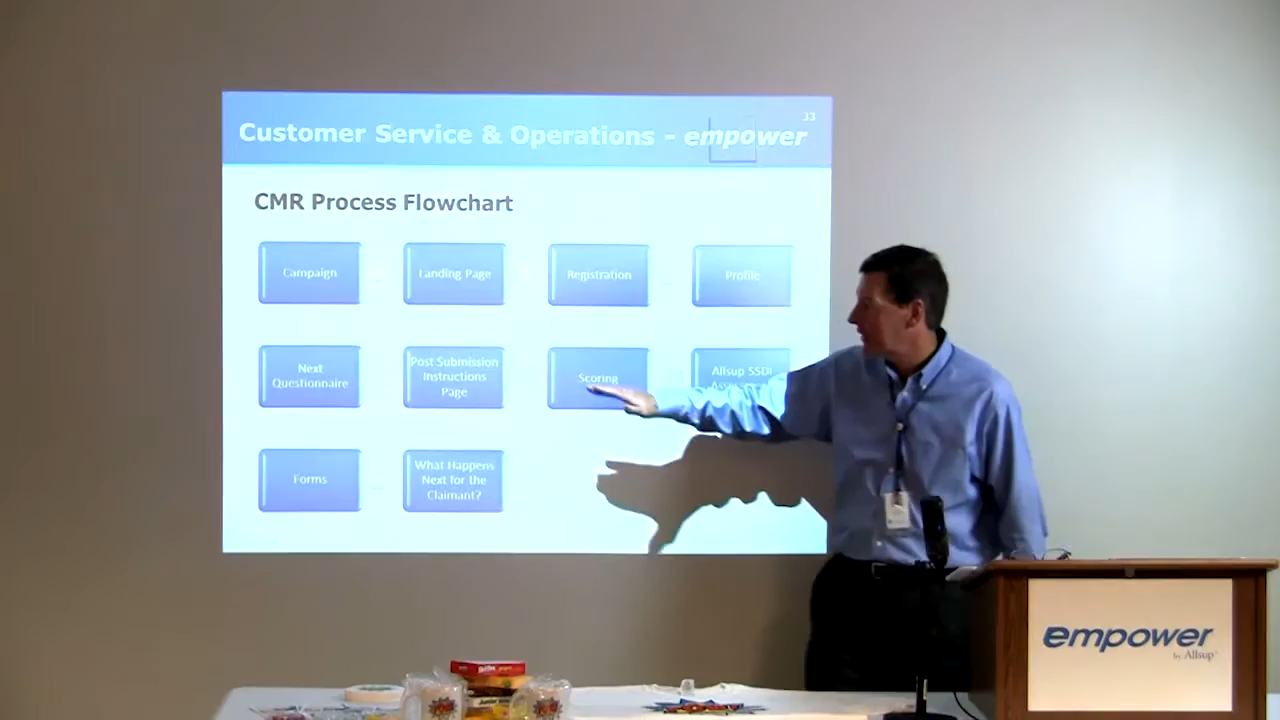 33
Customer Service & Operations - empower
CMR Process Flowchart
Campaign
Landing Page
Registration
Profile
Next
Questionnaire
Post Submission
Instructions
Page
Scoring
Allsup SSDI
Forms
What Happens
Next for the
Claimant?
empower
by Allsup